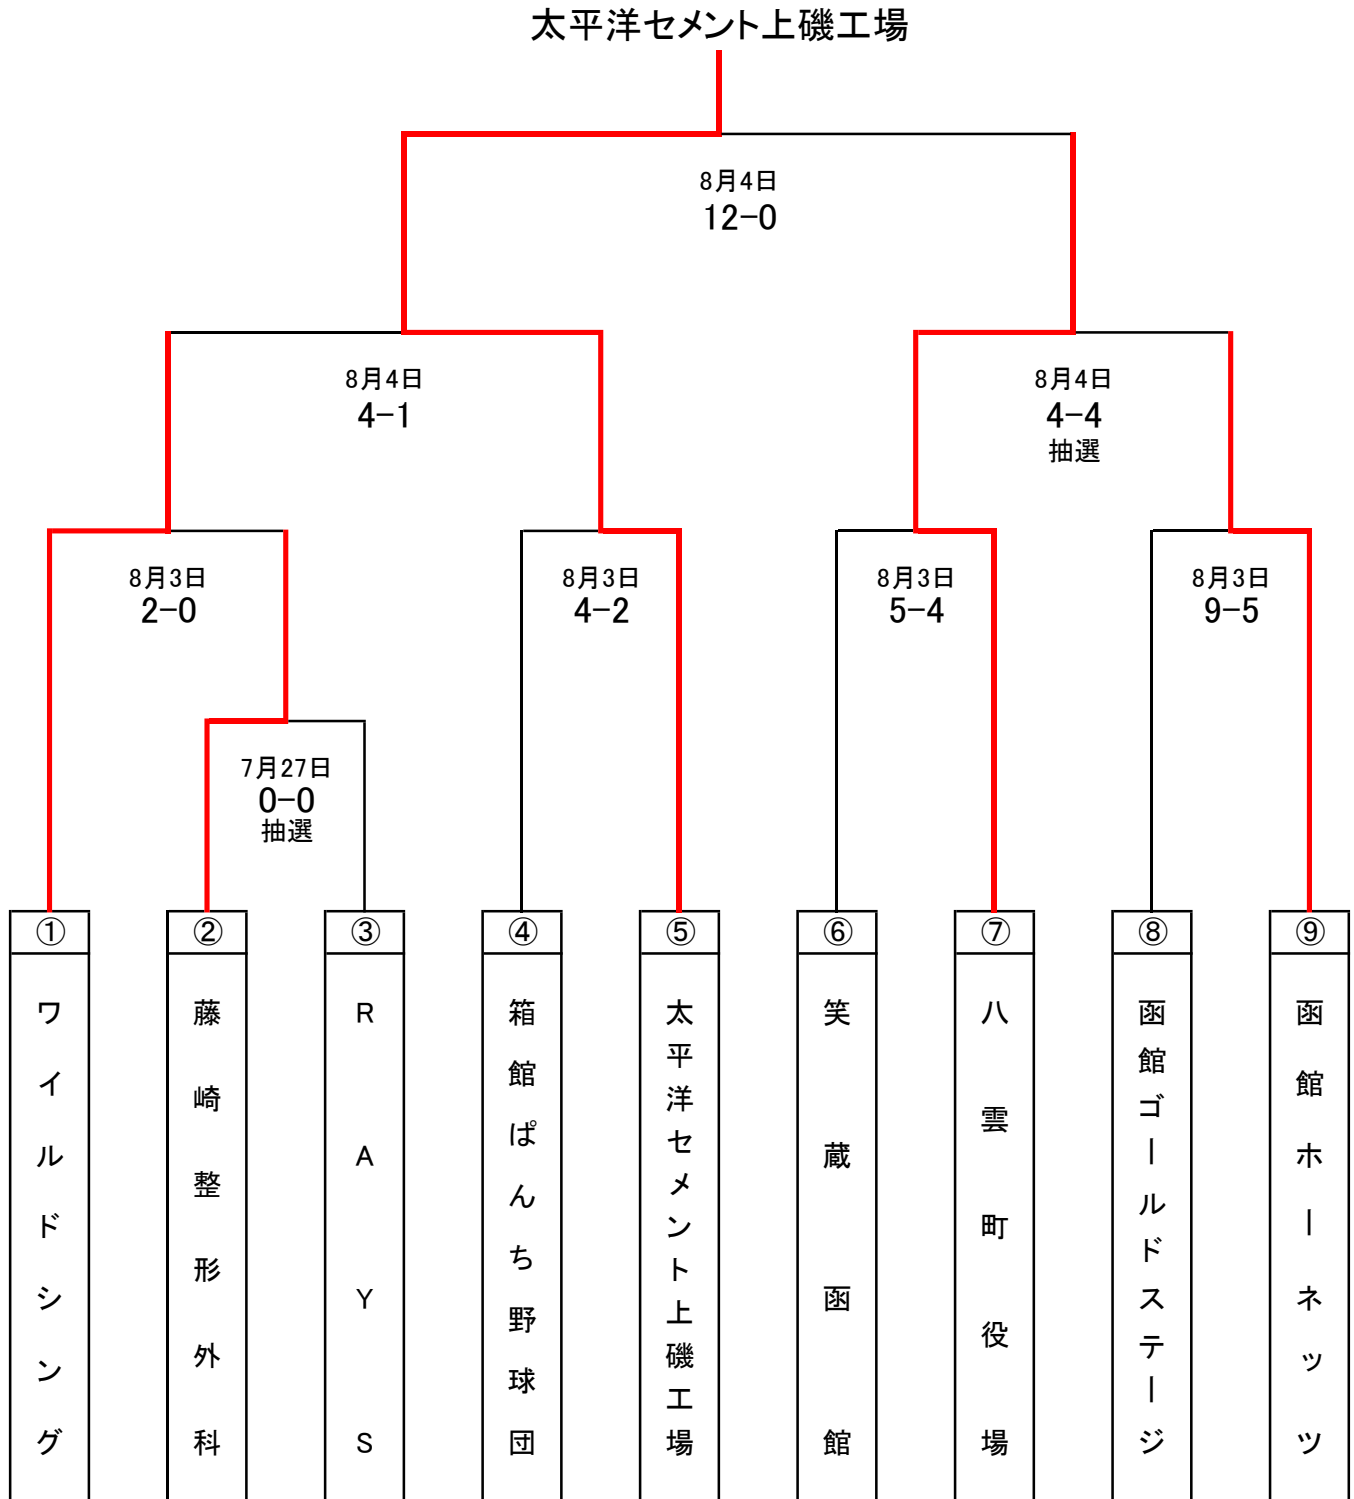 太平洋セメント上磯工場
8月4日
12-0
8月4日
4-1
8月4日
4-4
抽選
8月3日
2-0
8月3日
4-2
8月3日
5-4
8月3日
9-5
7月27日
0-0
抽選
①
ワイルドシング
②
藤崎整形外科
③
RAYS
④
箱館ぱんち野球団
⑤
太平洋セメント上磯工場
⑥
笑蔵函館
⑦
八雲町役場
⑧
函館ゴールドステージ
⑨
函館ホーネッツ